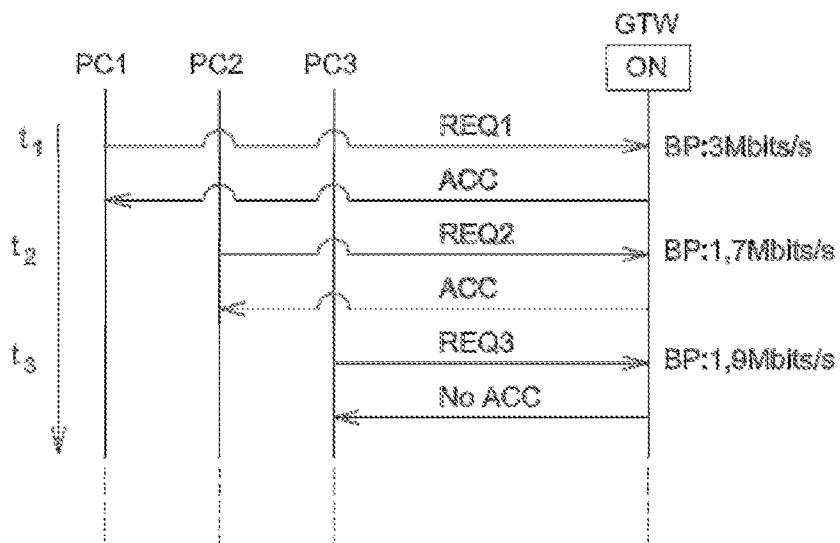 GTW
PC1 PC2 PC3 ON
t1 REQ1 BP:3Mbits/s
ACC
t2 REQ2 BP:1,7Mbits/s
ACC
t3 REQ3 BP:1,9Mbits/s
No ACC